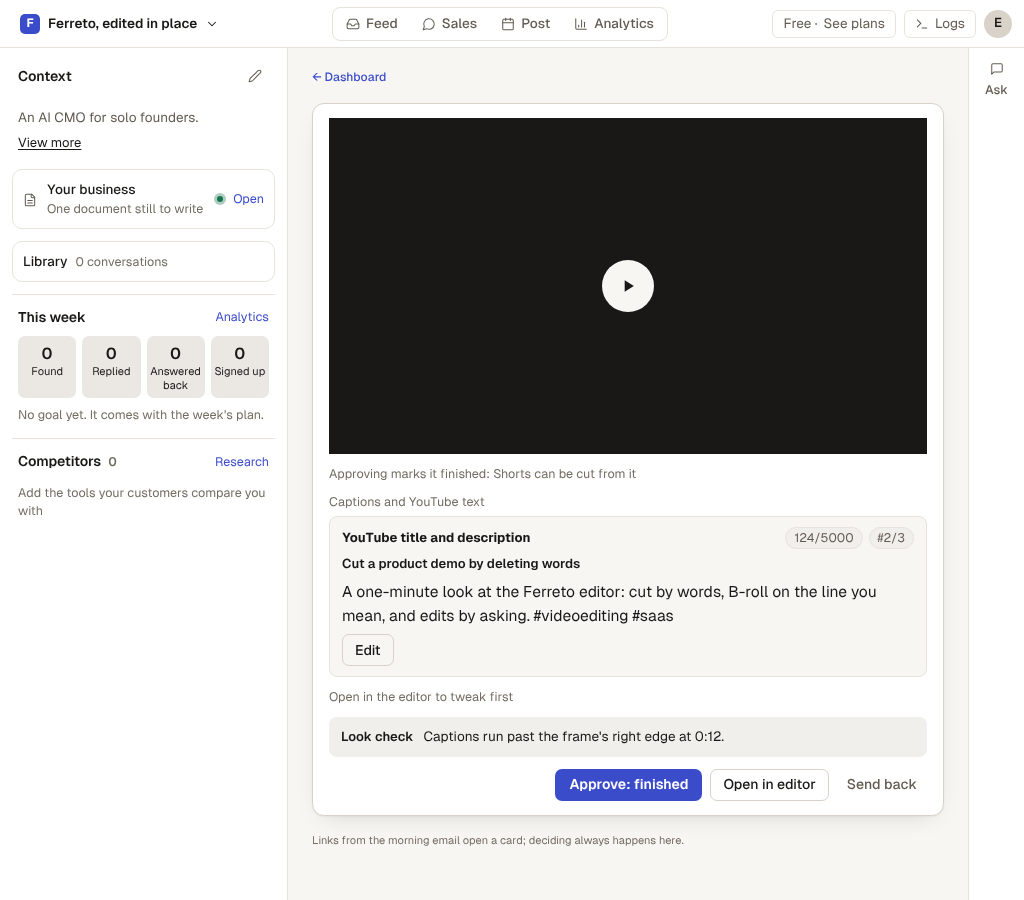 F Ferreto, edited in place
Feed
Sales
Post
Analytics
Free · See plans
Logs
E
Context
An AI CMO for solo founders.
View more
Your business
One document still to write
Open
Library 0 conversations
This week
Analytics
0 Found
0 Replied
0 Answered back
0 Signed up
No goal yet. It comes with the week's plan.
Competitors 0
Research
Add the tools your customers compare you
with
← Dashboard
Approving marks it finished: Shorts can be cut from it
Captions and YouTube text
YouTube title and description
124/5000
#2/3
Cut a product demo by deleting words
A one-minute look at the Ferreto editor: cut by words, B-roll on the line you
mean, and edits by asking. #videoediting #saas
Edit
Open in the editor to tweak first
Look check Captions run past the frame's right edge at 0:12.
Approve: finished
Open in editor
Send back
Links from the morning email open a card; deciding always happens here.
Ask